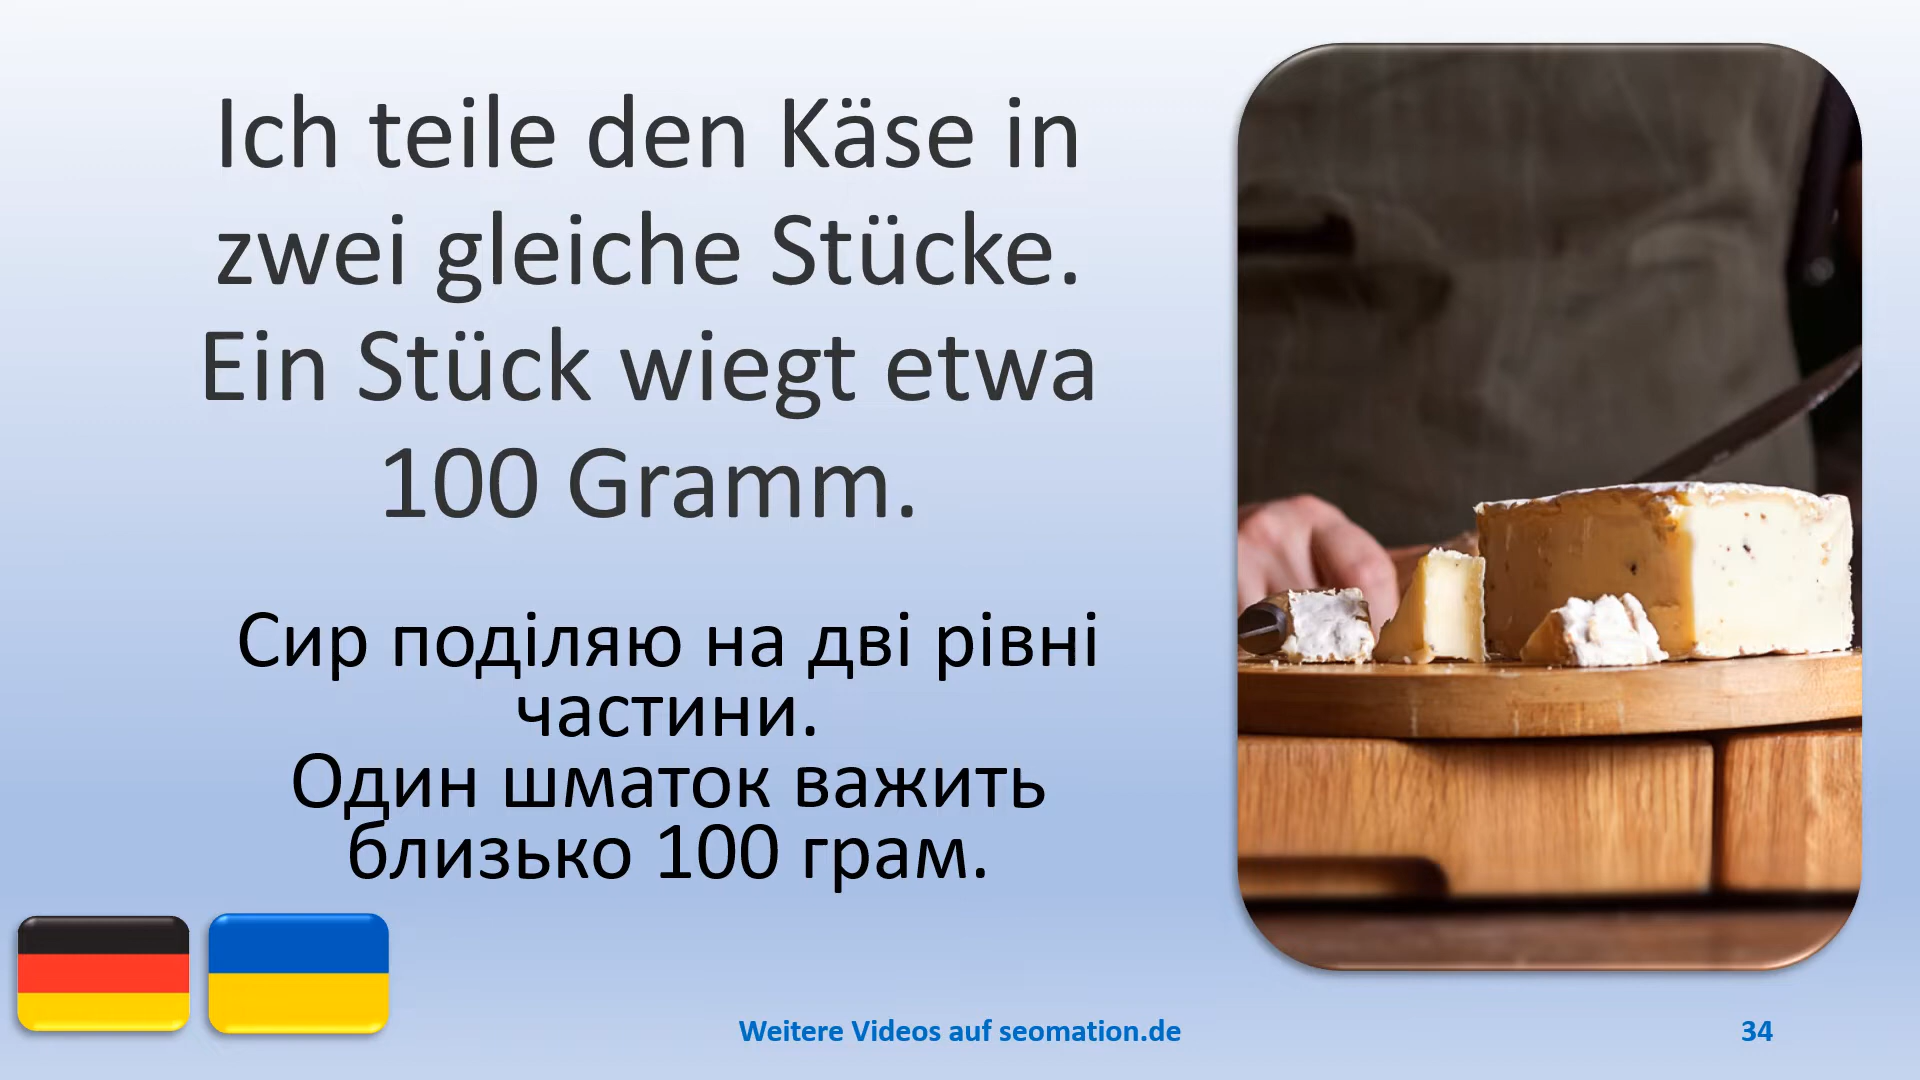 Ich teile den Käse in
zwei gleiche Stücke.
Ein Stück wiegt etwa
100 Gramm.
Сир поділяю на дві рівні
частини.
Один шматок важить
близько 100 грам.
Weitere Videos auf seomation.de
34